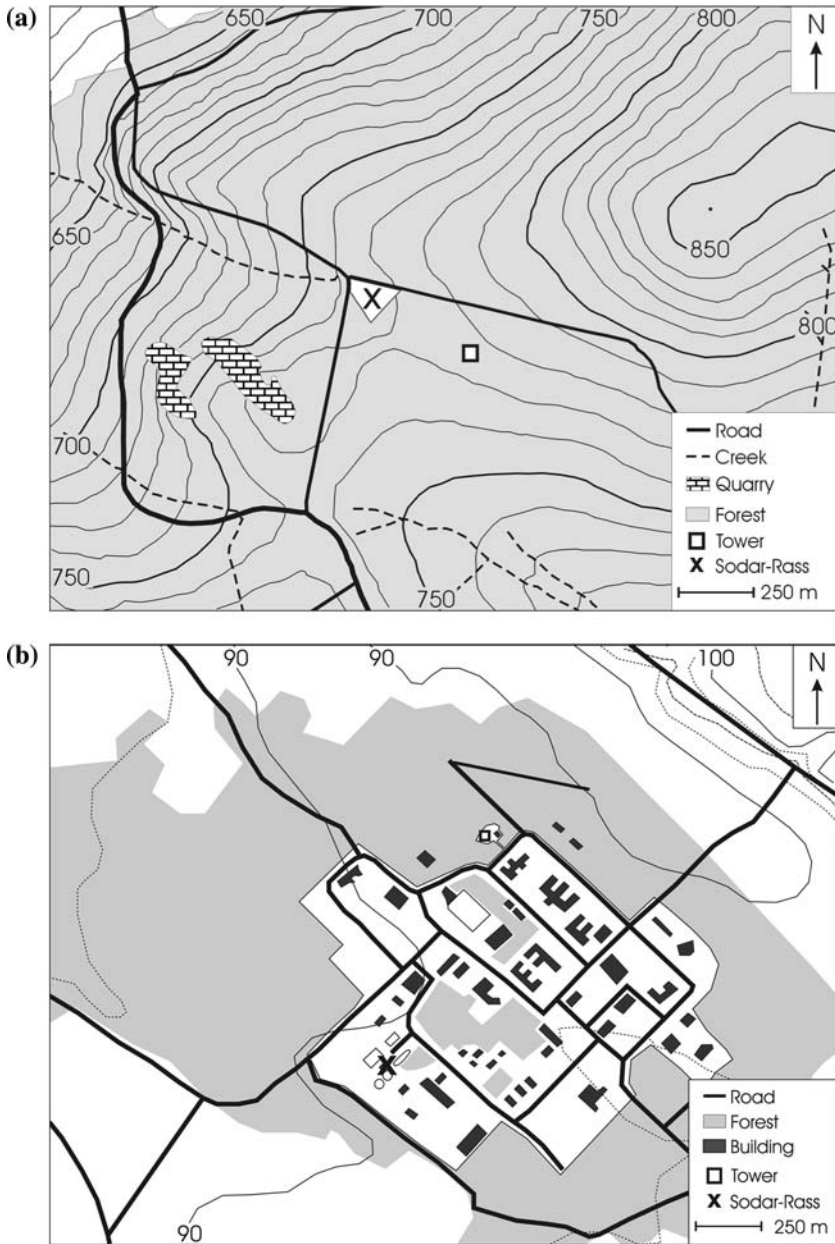 (a)
650 700 750 800
N
650
850
800
700
750
750
Road
Creek
Quarry
Forest
Tower
X Sodar-Rass
250 m
(b)
90 90 100
N
X
90
Road
Forest
Building
Tower
X Sodar-Rass
250 m